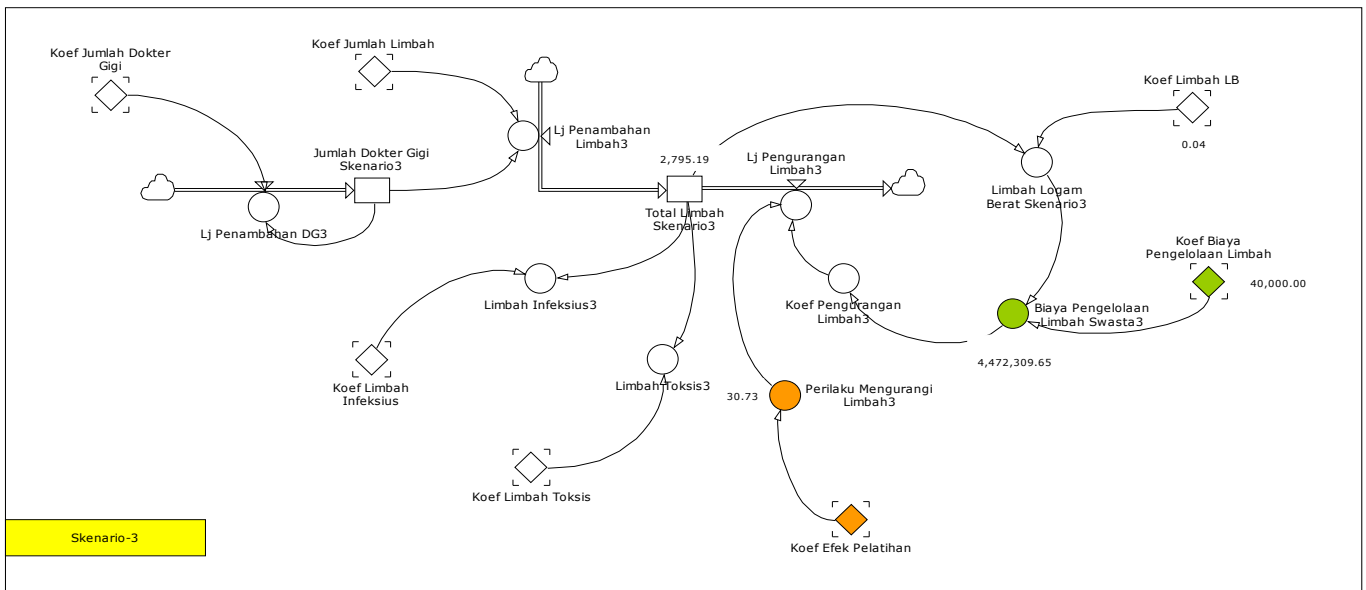 Koef Jumlah Dokter
Gigi
Koef Jumlah Limbah
Koef Limbah LB
0.04
Lj Penambahan
Limbah3
Jumlah Dokter Gigi
Skenario3
2,795.19
Lj Pengurangan
Limbah3
Limbah Logam
Berat Skenario3
Total Limbah
Skenario3
Lj Penambahan DG3
Koef Biaya
Pengelolaan Limbah
40,000.00
Limbah Infeksius3
Koef Pengurangan
Limbah3
Biaya Pengelolaan
Limbah Swasta3
4,472,309.65
Koef Limbah
Infeksius
Limbah Toksis3
30.73
Perilaku Mengurangi
Limbah3
Koef Limbah Toksis
Skenario-3
Koef Efek Pelatihan